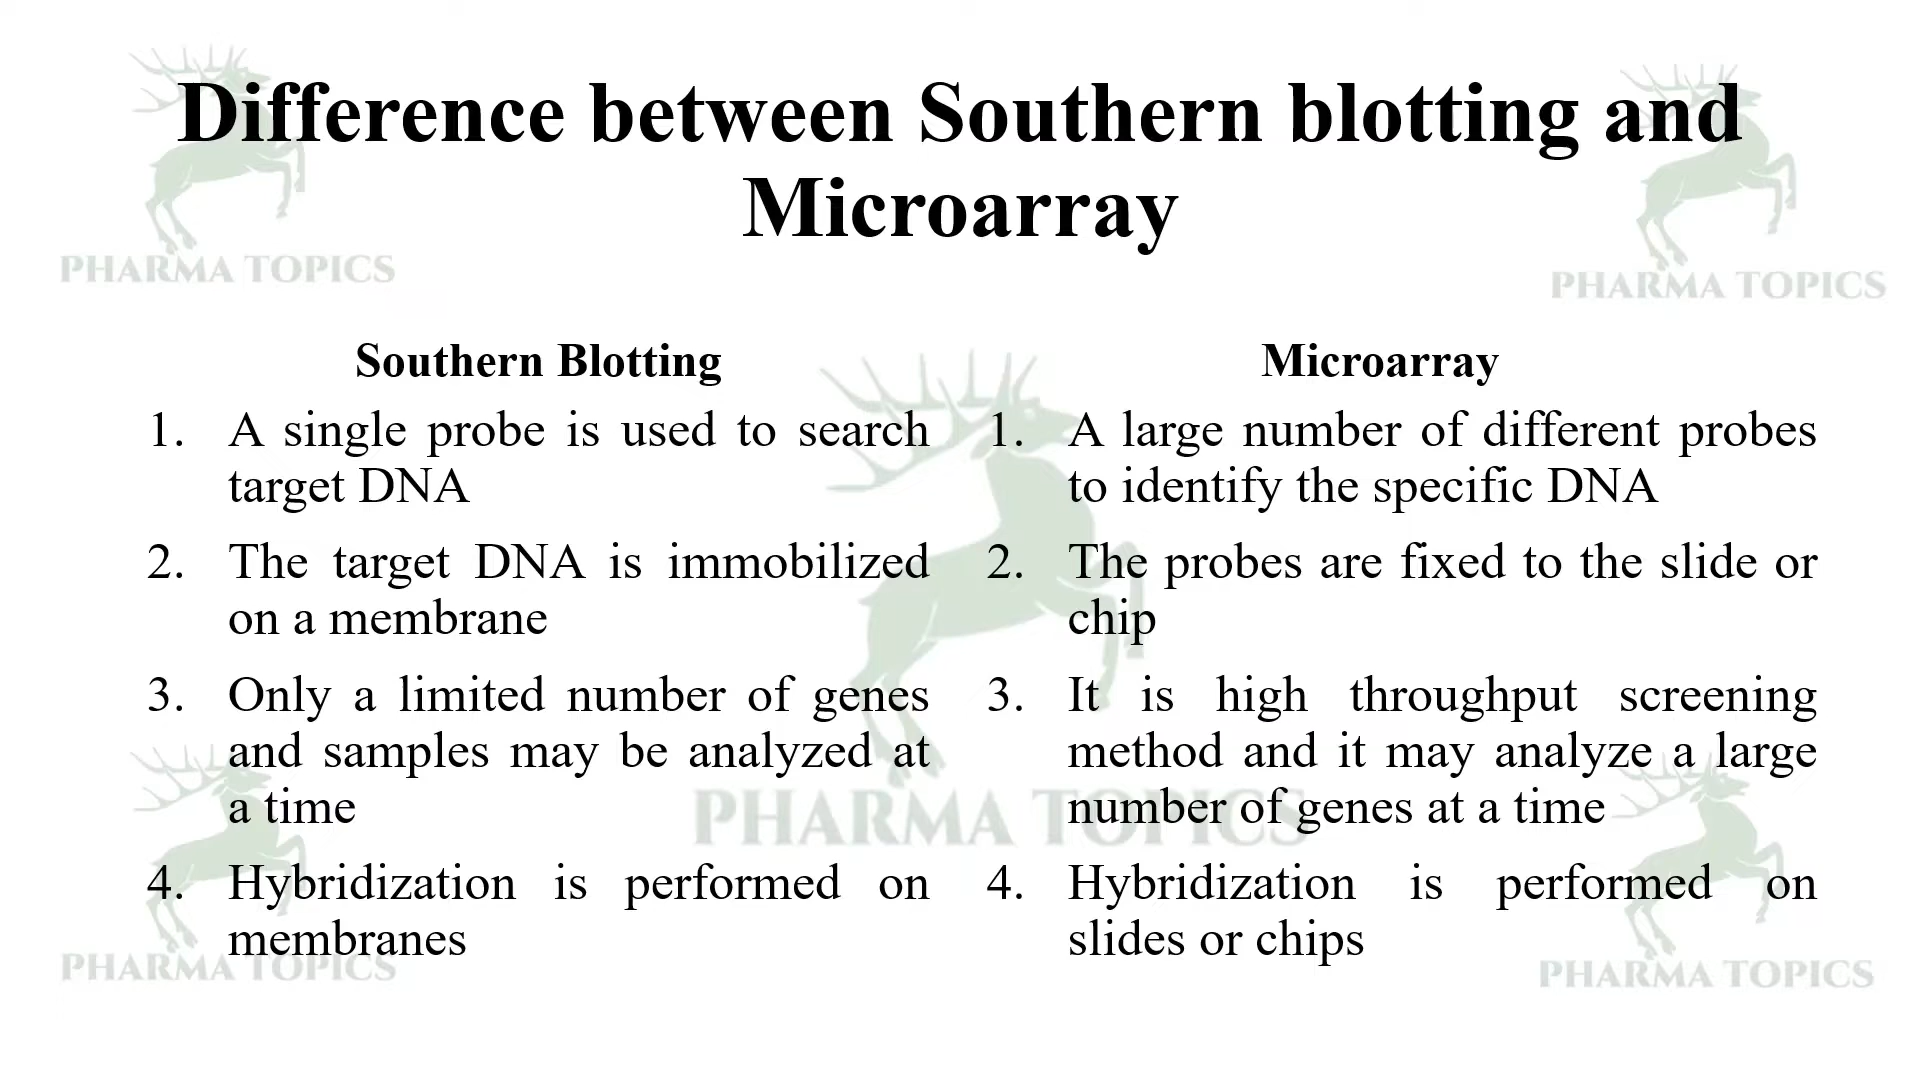 Difference between Southern blotting and
Microarray
PHARMA TOPICS
PHARMA TOPICS
Southern Blotting
1. A single probe is used to search
target DNA
2. The target DNA is immobilized
on a membrane
3. Only a limited number of genes
and samples may be analyzed at
a time
4. Hybridization is performed on
membranes
Microarray
1. A large number of different probes
to identify the specific DNA
2. The probes are fixed to the slide or
chip
3. It is high throughput screening
method and it may analyze a large
number of genes at a time
4. Hybridization is performed on
slides or chips
PHARMA TOPICS
PHARMA TOPICS
PHARMA TOPICS